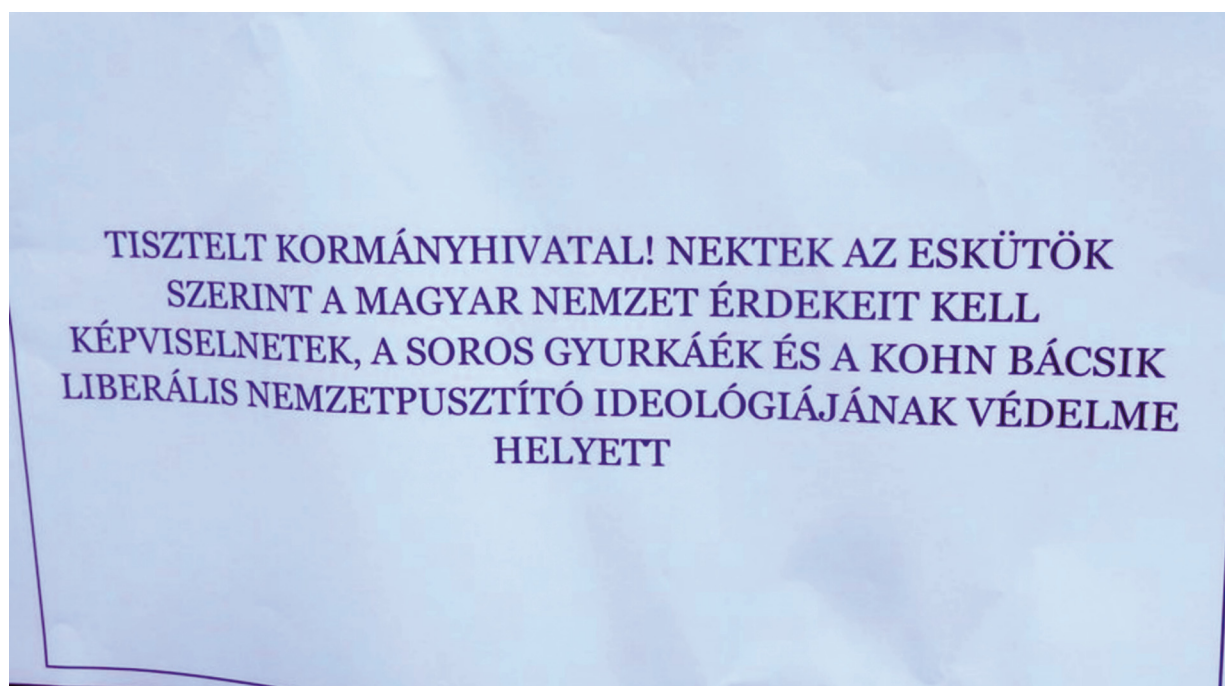 TISZTELT KORMÁNYHIVATAL! NEKTEK AZ ESKÜTÖK
SZERINT A MAGYAR NEMZET ÉRDEKEIT KELL
KÉPVISELNETEK, A SOROS GYURKÁÉK ÉS A KOHN BÁCSIK
LIBERÁLIS NEMZETPUSZTÍTÓ IDEOLÓGIÁJÁNAK VÉDELME
HELYETT